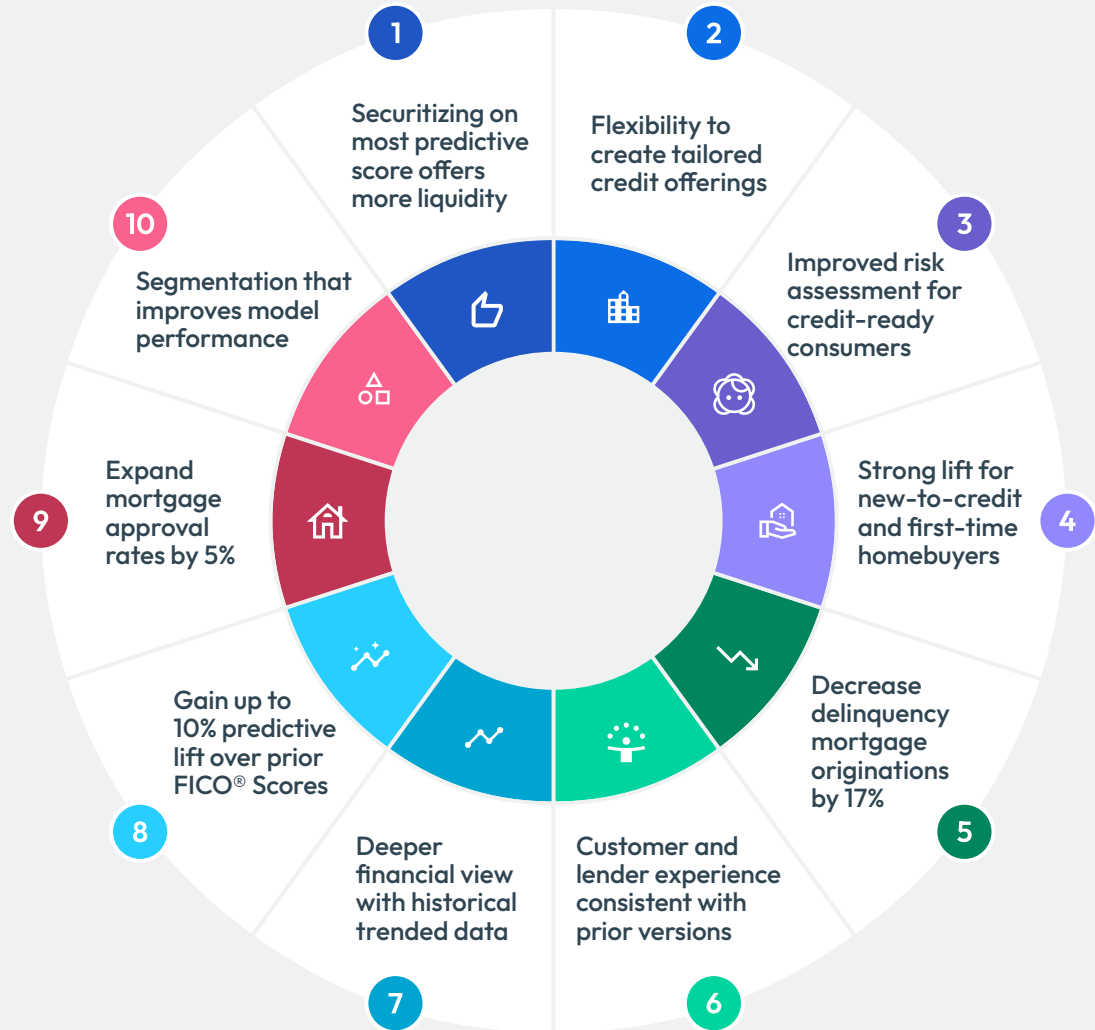 1
Securitizing on
most predictive
score offers
more liquidity
2
Flexibility to
create tailored
credit offerings
3
Improved risk
assessment for
credit-ready
consumers
4
Strong lift for
new-to-credit
and first-time
homebuyers
5
Decrease
delinquency
mortgage
originations
by 17%
6
Customer and
lender experience
consistent with
prior versions
7
Deeper
financial view
with historical
trended data
8
Gain up to
10% predictive
lift over prior
FICO® Scores
9
Expand
mortgage
approval
rates by 5%
10
Segmentation that
improves model
performance